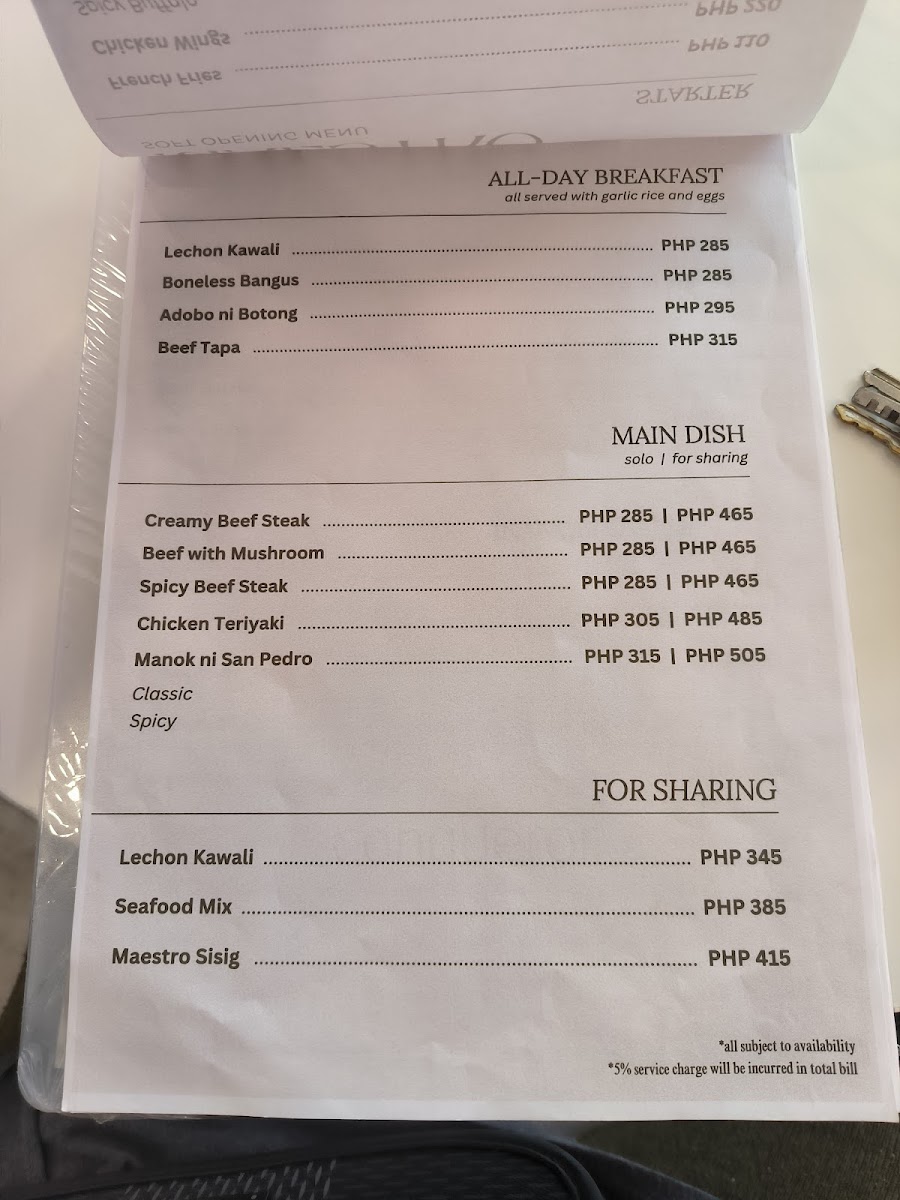 Spicy Buffalo
PHP 220
Chicken Wings ........ PHP 110
French Fries
STARTER
SOFT OPENING MENU
ALL-DAY BREAKFAST
all served with garlic rice and eggs
Lechon Kawali ........ PHP 285
Boneless Bangus ........ PHP 285
Adobo ni Botong ........ PHP 295
Beef Tapa ........ PHP 315
MAIN DISH
solo | for sharing
Creamy Beef Steak ........ PHP 285 | PHP 465
Beef with Mushroom ........ PHP 285 | PHP 465
Spicy Beef Steak ........ PHP 285 | PHP 465
Chicken Teriyaki ........ PHP 305 | PHP 485
Manok ni San Pedro ........ PHP 315 | PHP 505
Classic
Spicy
FOR SHARING
Lechon Kawali ........ PHP 345
Seafood Mix ........ PHP 385
Maestro Sisig ........ PHP 415
*all subject to availability
*5% service charge will be incurred in total bill